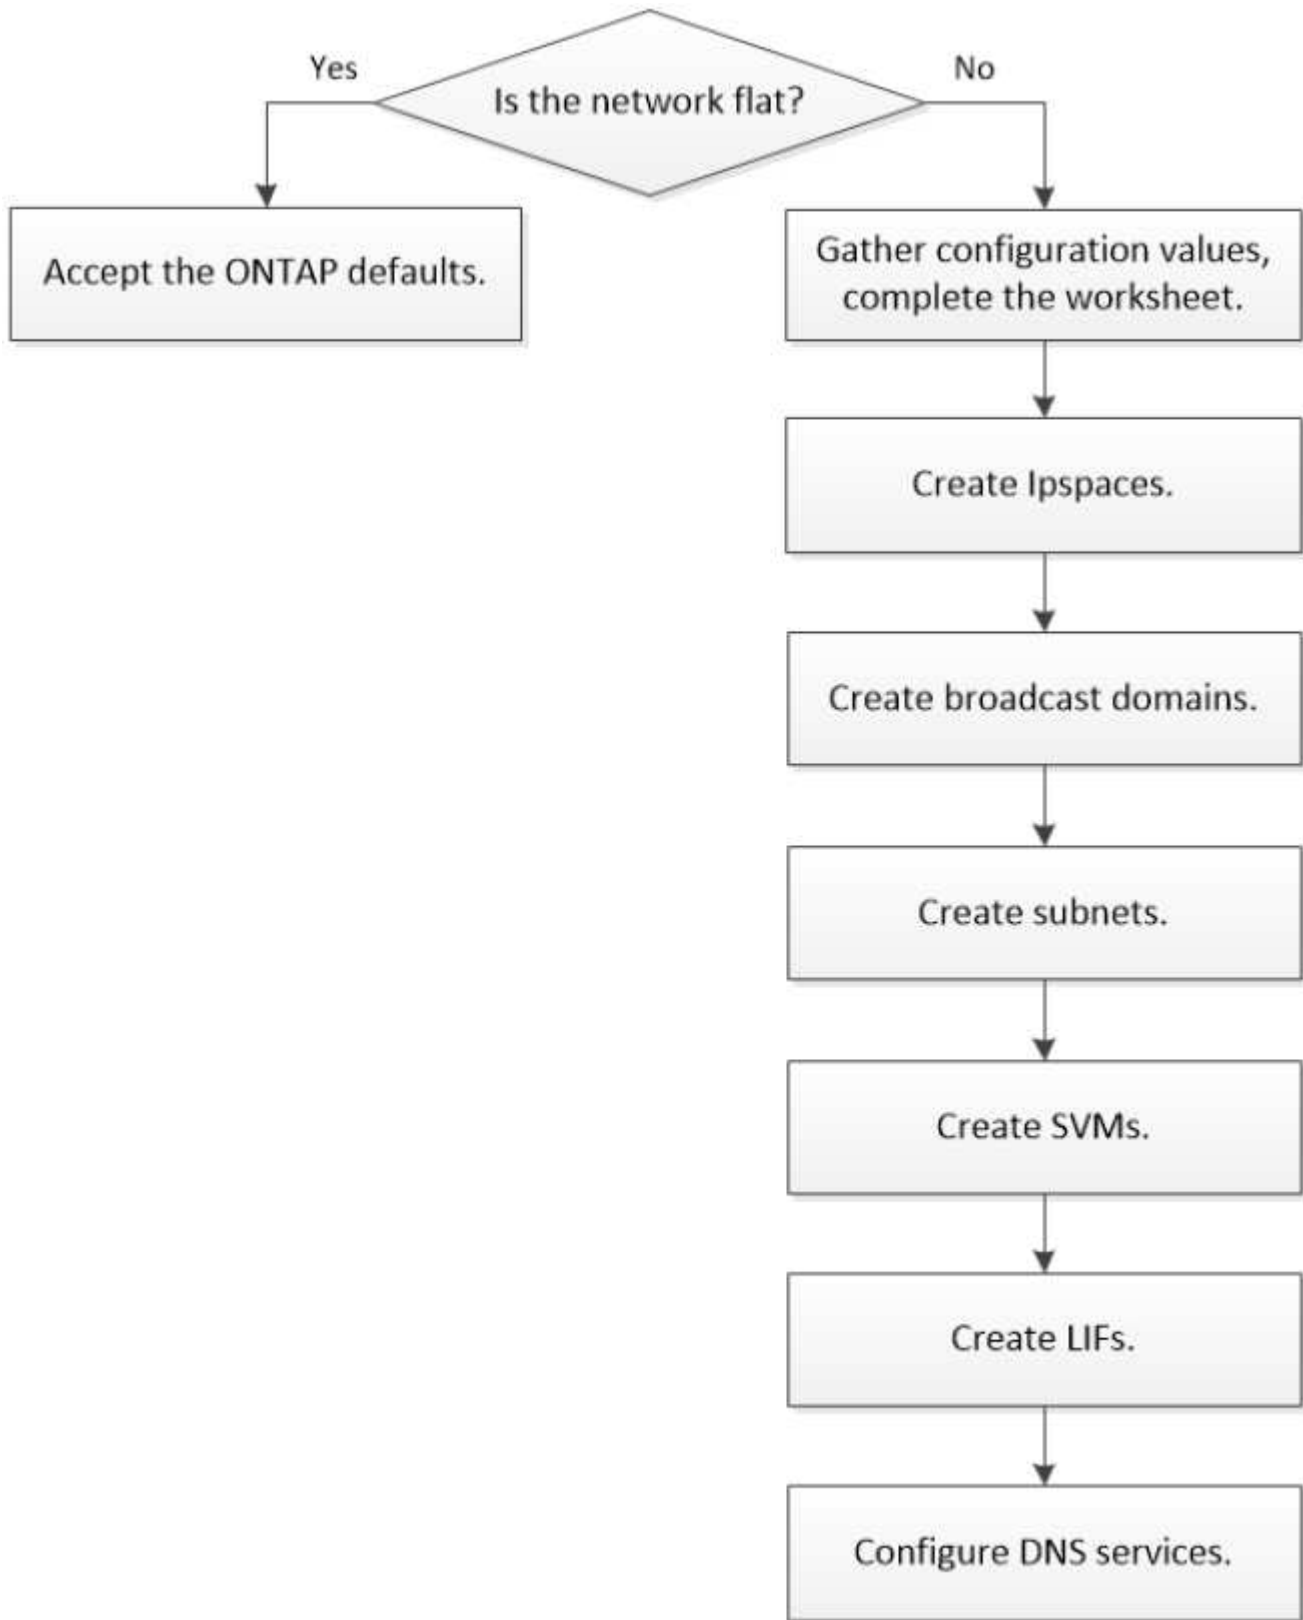 Yes
No
Is the network flat?
Accept the ONTAP defaults.
Gather configuration values,
complete the worksheet.
Create Ipspaces.
Create broadcast domains.
Create subnets.
Create SVMs.
Create LIFs.
Configure DNS services.